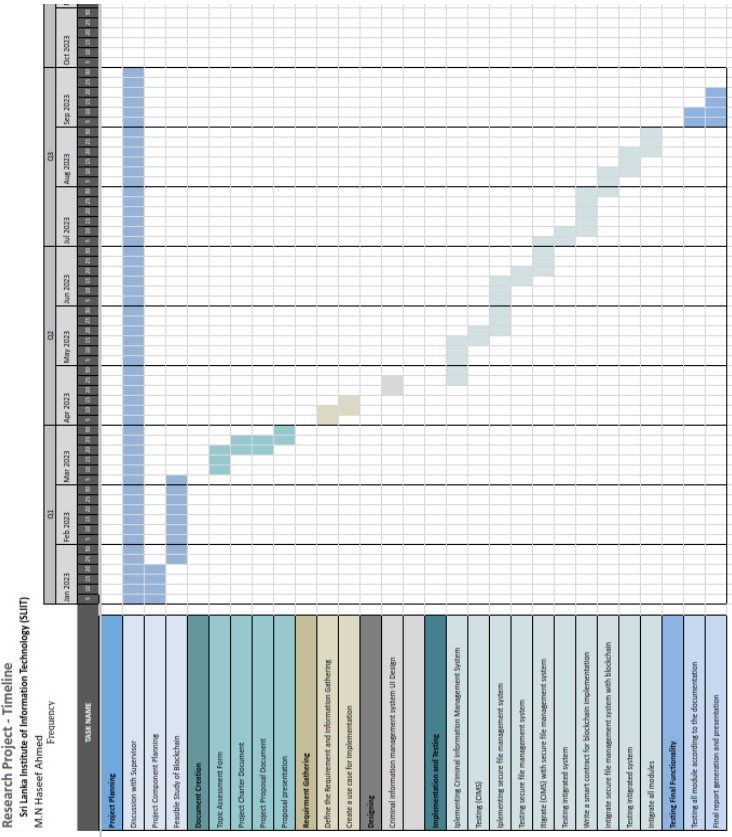 Research Project - Timeline
Sri Lanka Institute of Information Technology (SLIIT)
M.N Haseef Ahmed
Frequency
Q1 Q2 Q3
Jan 2023 Feb 2023 Mar 2023 Apr 2023 May 2023 Jun 2023 Jul 2023 Aug 2023 Sep 2023 Oct 2023
TASK NAME
Project Planning
Discussion with Supervisor
Project Component Planning
Feasible Study of Blockchain
Document Creation
Topic Assessment Form
Project Charter Document
Project Proposal Document
Proposal presentation
Requirment Gathering
Define the Requirement and Information Gathering
Create a use case for Implementation
Designing
Criminal Information management system UI Design
Implementation and Testing
Iplementing Criminal Information Management System
Testing (CIMS)
Iplementing secure file management system
Testing secure file management system
Itigrate (CIMS) with secure file management system
Testing Integrated system
Write a smart contract for blockchain implementation
Intigrate secure file management system with blockchain
Testing integrated system
Intigrate all modules
Testing Final Functionality
Testing all module according to the documentation
Final report generation and presentation